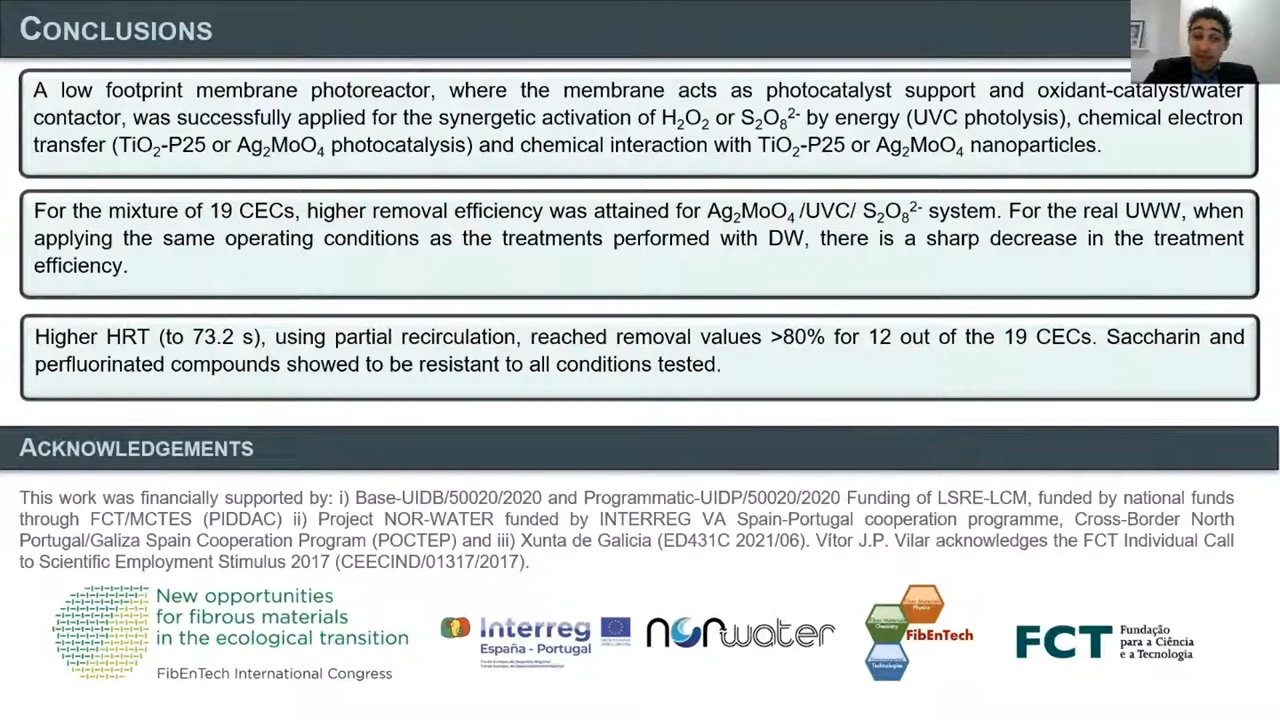 CONCLUSIONS
A low footprint membrane photoreactor, where the membrane acts as photocatalyst support and oxidant-catalyst/water
contactor, was successfully applied for the synergetic activation of H₂O₂ or S₂O₈²⁻ by energy (UVC photolysis), chemical electron
transfer (TiO₂-P25 or Ag₂MoO₄ photocatalysis) and chemical interaction with TiO₂-P25 or Ag₂MoO₄ nanoparticles.
For the mixture of 19 CECs, higher removal efficiency was attained for Ag₂MoO₄ /UVC/ S₂O₈²⁻ system. For the real UWW, when
applying the same operating conditions as the treatments performed with DW, there is a sharp decrease in the treatment
efficiency.
Higher HRT (to 73.2 s), using partial recirculation, reached removal values >80% for 12 out of the 19 CECs. Saccharin and
perfluorinated compounds showed to be resistant to all conditions tested.
ACKNOWLEDGEMENTS
This work was financially supported by: i) Base-UIDB/50020/2020 and Programmatic-UIDP/50020/2020 Funding of LSRE-LCM, funded by national funds
through FCT/MCTES (PIDDAC) ii) Project NOR-WATER funded by INTERREG VA Spain-Portugal cooperation programme, Cross-Border North
Portugal/Galiza Spain Cooperation Program (POCTEP) and iii) Xunta de Galicia (ED431C 2021/06). Vítor J.P. Vilar acknowledges the FCT Individual Call
to Scientific Employment Stimulus 2017 (CEECIND/01317/2017).
New opportunities
for fibrous materials
in the ecological transition
FibEnTech International Congress
Interreg
España - Portugal
norwater
Physics
Chemistry
FibEnTech
Technologies
FCT
Fundação
para a Ciência
e a Tecnologia